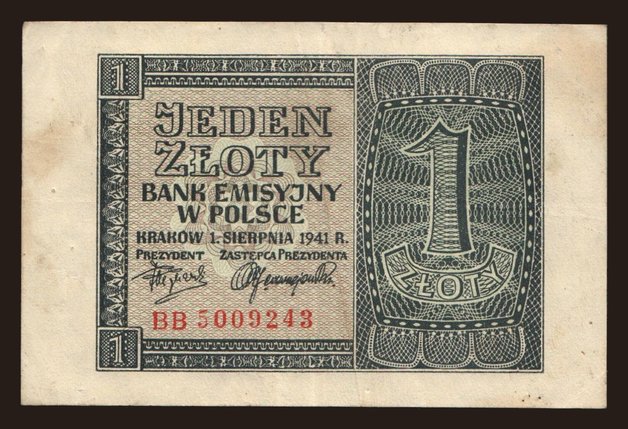 1
JEDEN
ZŁOTY
BANK EMISYJNY
W POLSCE
KRAKÓW 1. SIERPNIA 1941 R.
PREZYDENT ZASTĘPCA PREZYDENTA
BB 5009243
1
1
ZŁOTY